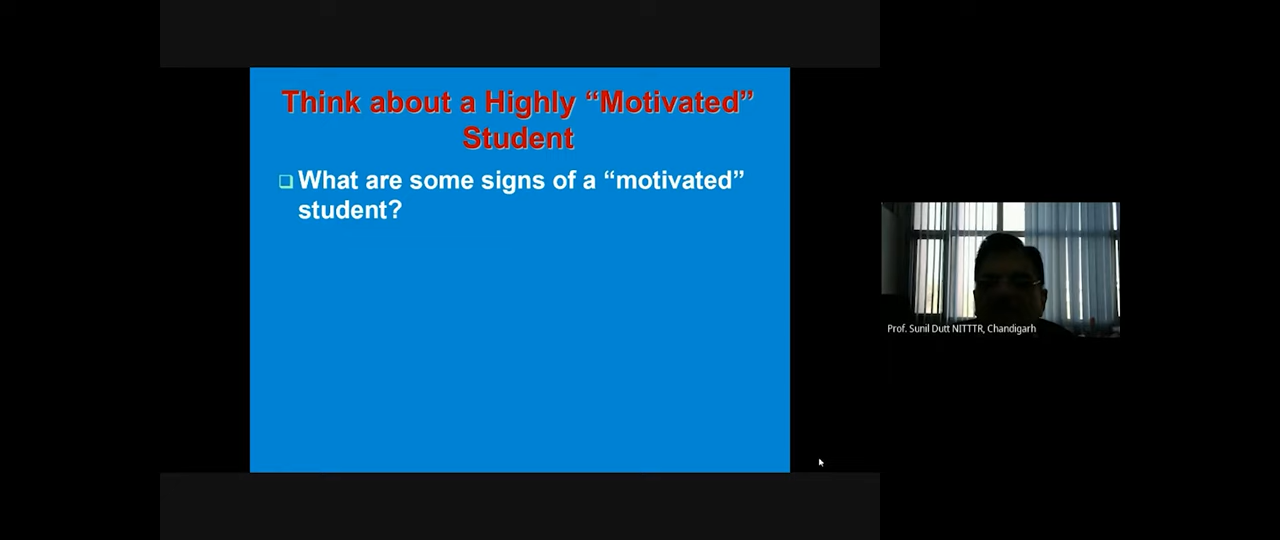 Think about a Highly “Motivated”
Student
What are some signs of a “motivated”
student?
Prof. Sunil Dutt NITTTR, Chandigarh